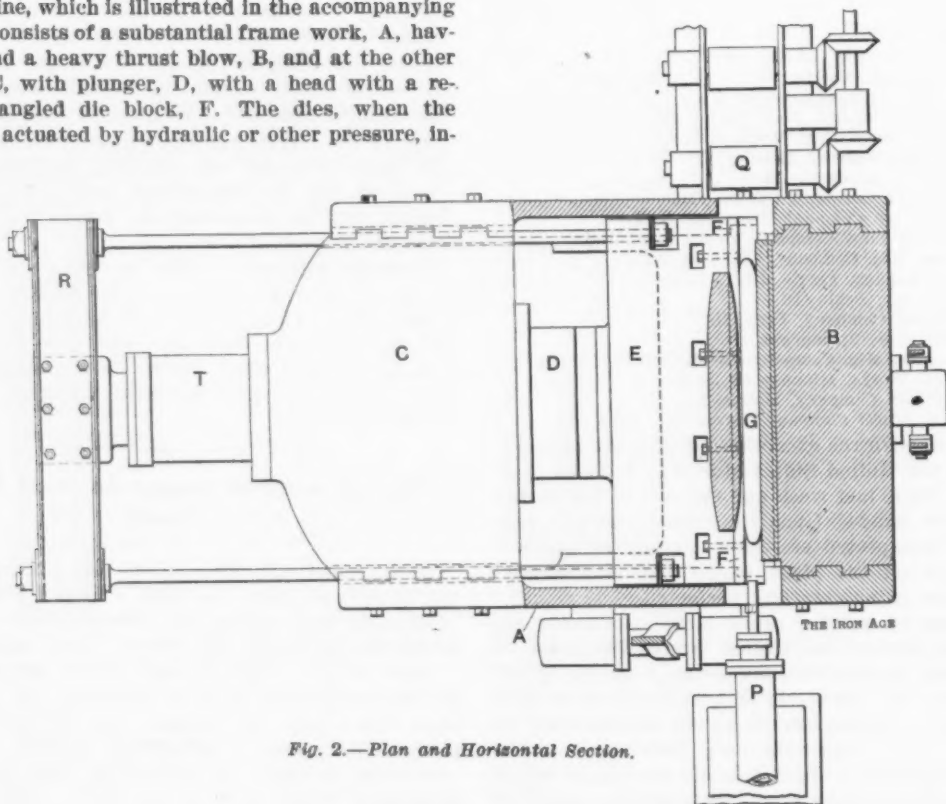 ine, which is illustrated in the accompanying
onsists of a substantial frame work, A, hav-
d a heavy thrust blow, B, and at the other
, with plunger, D, with a head with a re-
angled die block, F. The dies, when the
actuated by hydraulic or other pressure, in-
Q
R
F
T
C
D
E
G
B
F
A
THE IRON AGE
P
Fig. 2.—Plan and Horizontal Section.